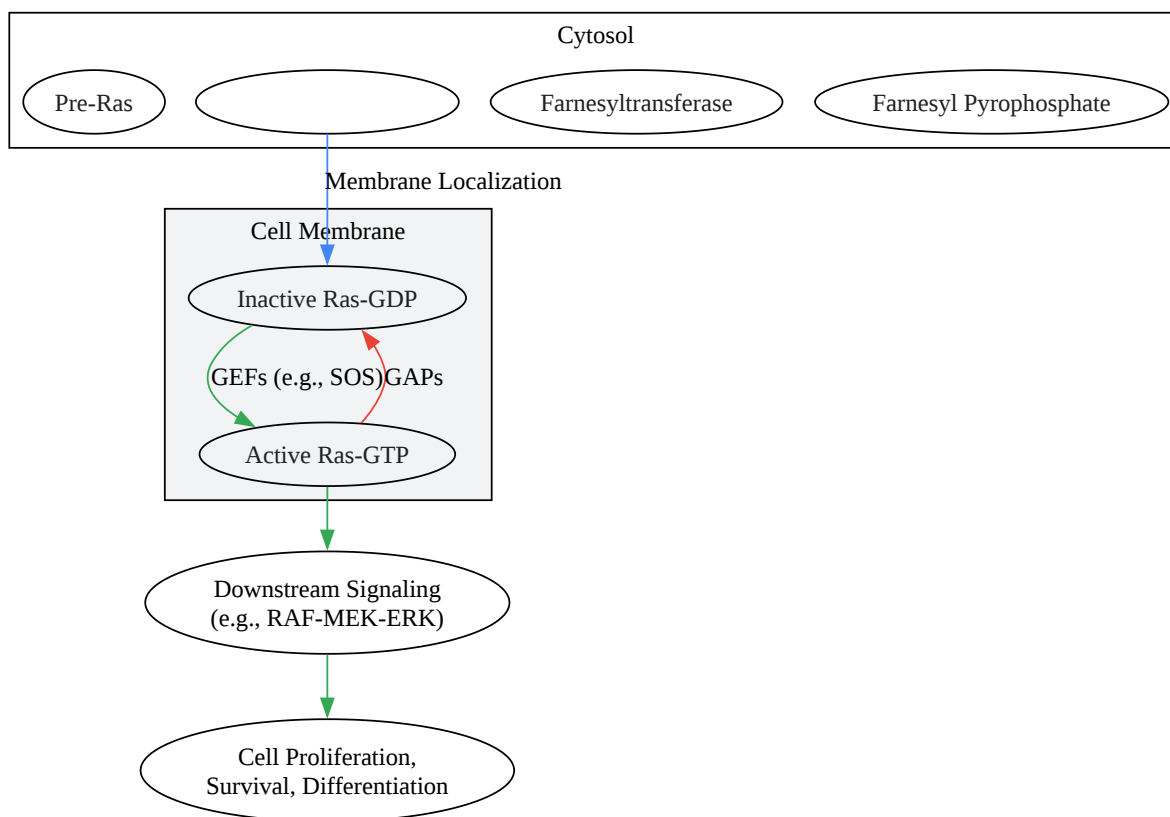 Cytosol
Pre-Ras
Farnesyltransferase
Farnesyl Pyrophosphate
Membrane Localization
Cell Membrane
Inactive Ras-GDP
GEFs (e.g., SOS)
GAPs
Active Ras-GTP
Downstream Signaling
(e.g., RAF-MEK-ERK)
Cell Proliferation,
Survival, Differentiation